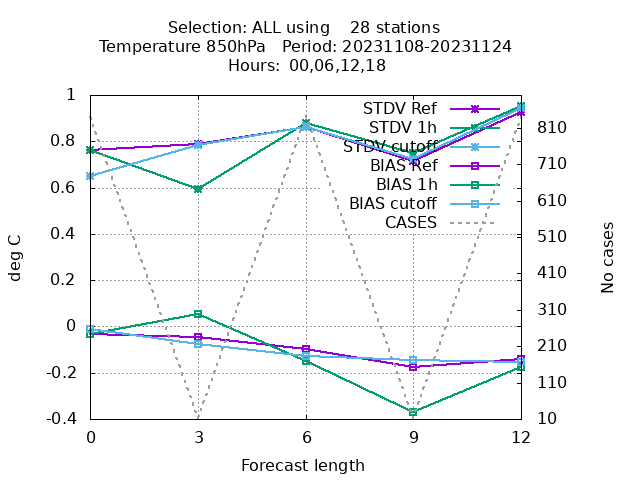 Selection: ALL using    28 stations
Temperature 850hPa   Period: 20231108-20231124
Hours:  00,06,12,18
STDV Ref
STDV 1h
STDV cutoff
BIAS Ref
BIAS 1h
BIAS cutoff
CASES
deg C
1
0.8
0.6
0.4
0.2
0
-0.2
-0.4
810
710
610
510
410
310
210
110
10
No cases
0
3
6
9
12
Forecast length